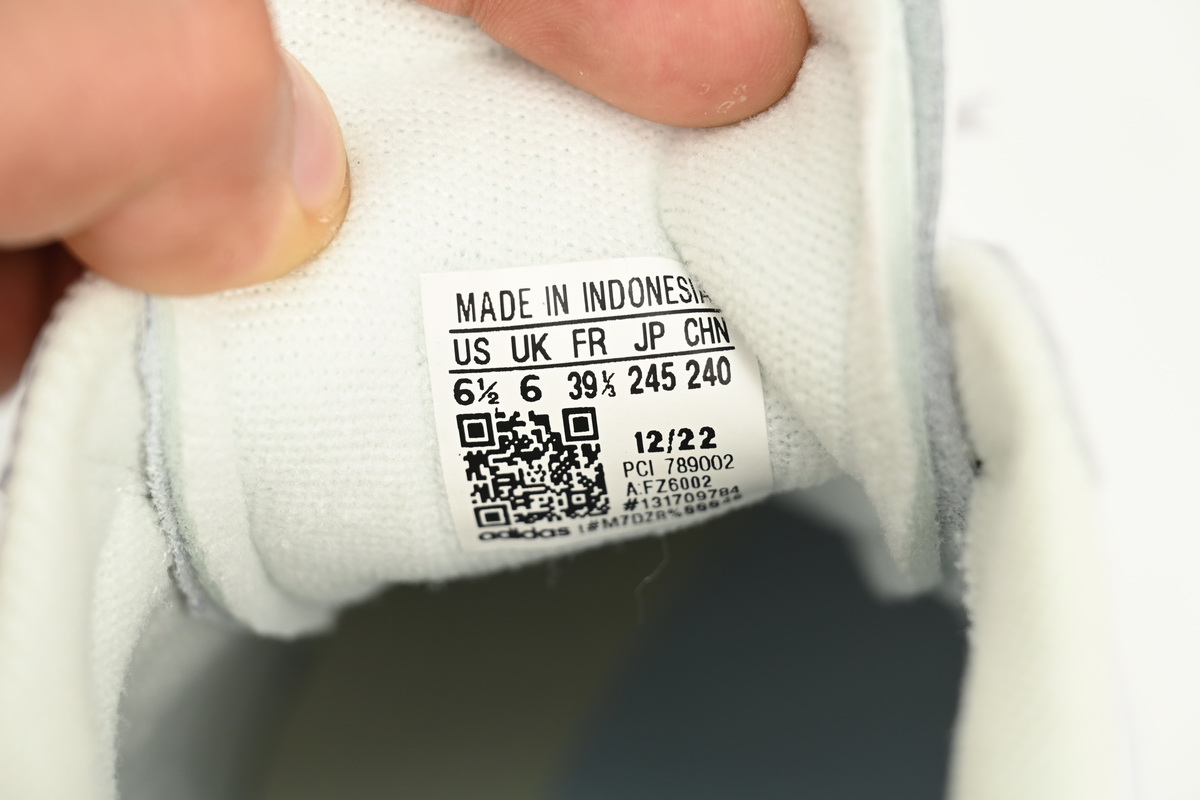 MADE IN INDONESIA
US UK FR JP CHN
6½ 6 39⅓ 245 240
12/22
PCI 789002
A:FZ6002
#131709784
adidas